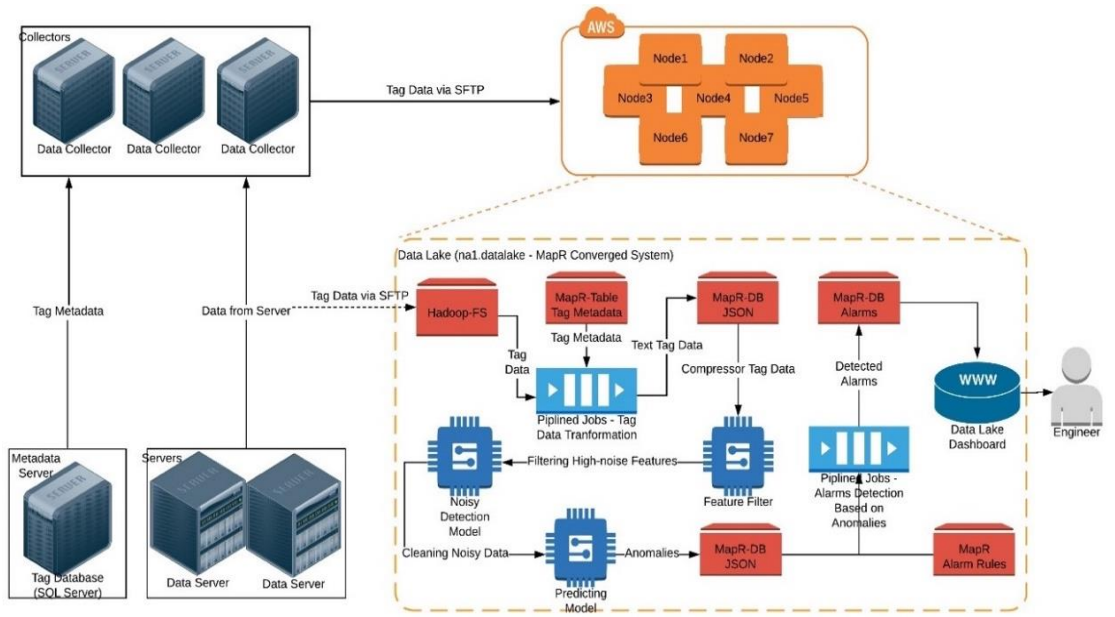 Collectors
SERVER
SERVER
SERVER
Data Collector
Data Collector
Data Collector
Tag Data via SFTP
AWS
Node1
Node2
Node3
Node4
Node5
Node6
Node7
Tag Metadata
Data from Server
Metadata
Server
SERVER
Tag Database
(SQL Server)
Servers
Data Server
Data Server
Data Lake (na1.datalake - MapR Converged System)
Tag Data via SFTP
Hadoop-FS
MapR-Table
Tag Metadata
MapR-DB
JSON
MapR-DB
Alarms
Tag
Data
Tag Metadata
Text Tag Data
Compressor Tag Data
Detected
Alarms
Piplined Jobs - Tag
Data Tranformation
WWW
Data Lake
Dashboard
Engineer
Noisy
Detection
Model
Filtering High-noise Features
Feature Filter
Piplined Jobs -
Alarms Detection
Based on
Anomalies
Cleaning Noisy Data
Predicting
Model
Anomalies
MapR-DB
JSON
MapR
Alarm Rules